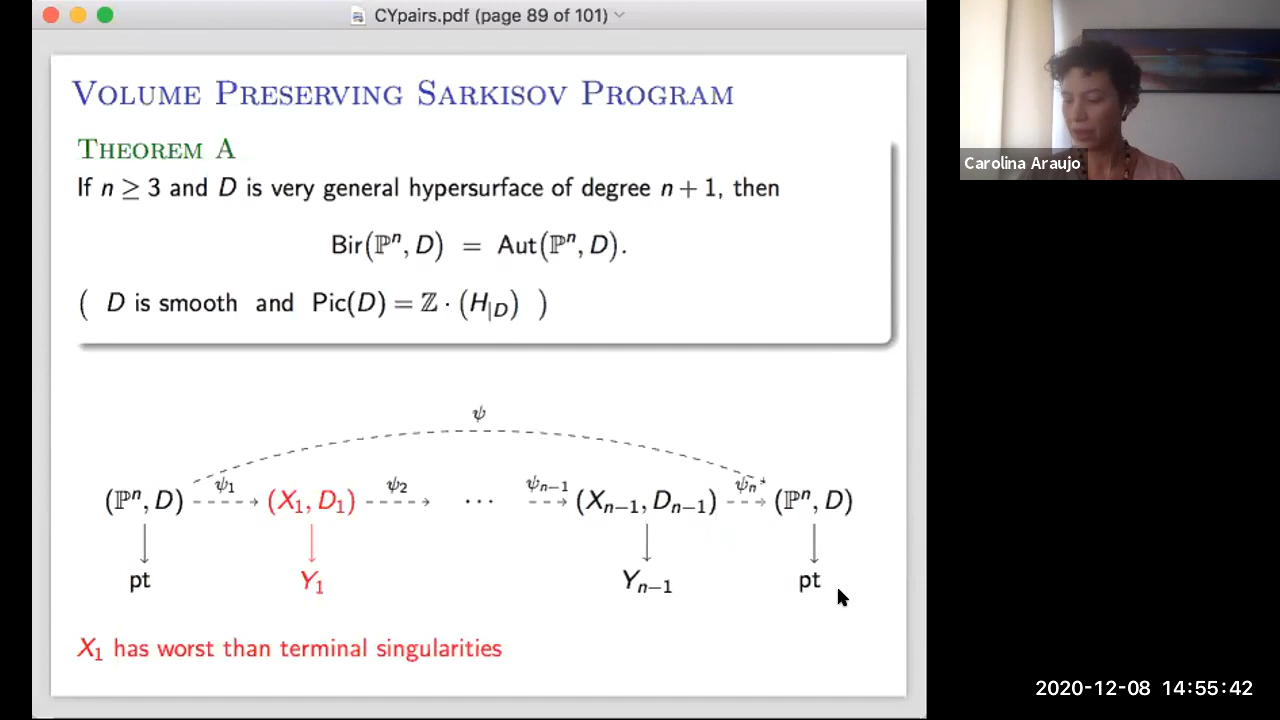 CYpairs.pdf (page 89 of 101)
VOLUME PRESERVING SARKISOV PROGRAM
THEOREM A
If n ≥ 3 and D is very general hypersurface of degree n + 1, then
Bir(ℙⁿ, D) = Aut(ℙⁿ, D).
( D is smooth and Pic(D) = ℤ · (H|D) )
ψ
ψ₁ ψ₂ ψₙ₋₁ ψₙ
(ℙⁿ, D) (X₁, D₁) ⋯ (Xₙ₋₁, Dₙ₋₁) (ℙⁿ, D)
pt Y₁ Yₙ₋₁ pt
X₁ has worst than terminal singularities
Carolina Araujo
2020-12-08 14:55:42